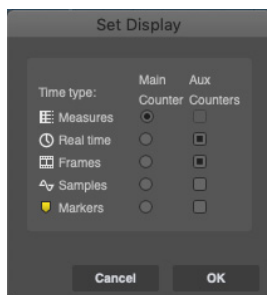 Set Display
Main Aux
Time type: Counter Counters
Measures
Real time
Frames
Samples
Markers
Cancel OK